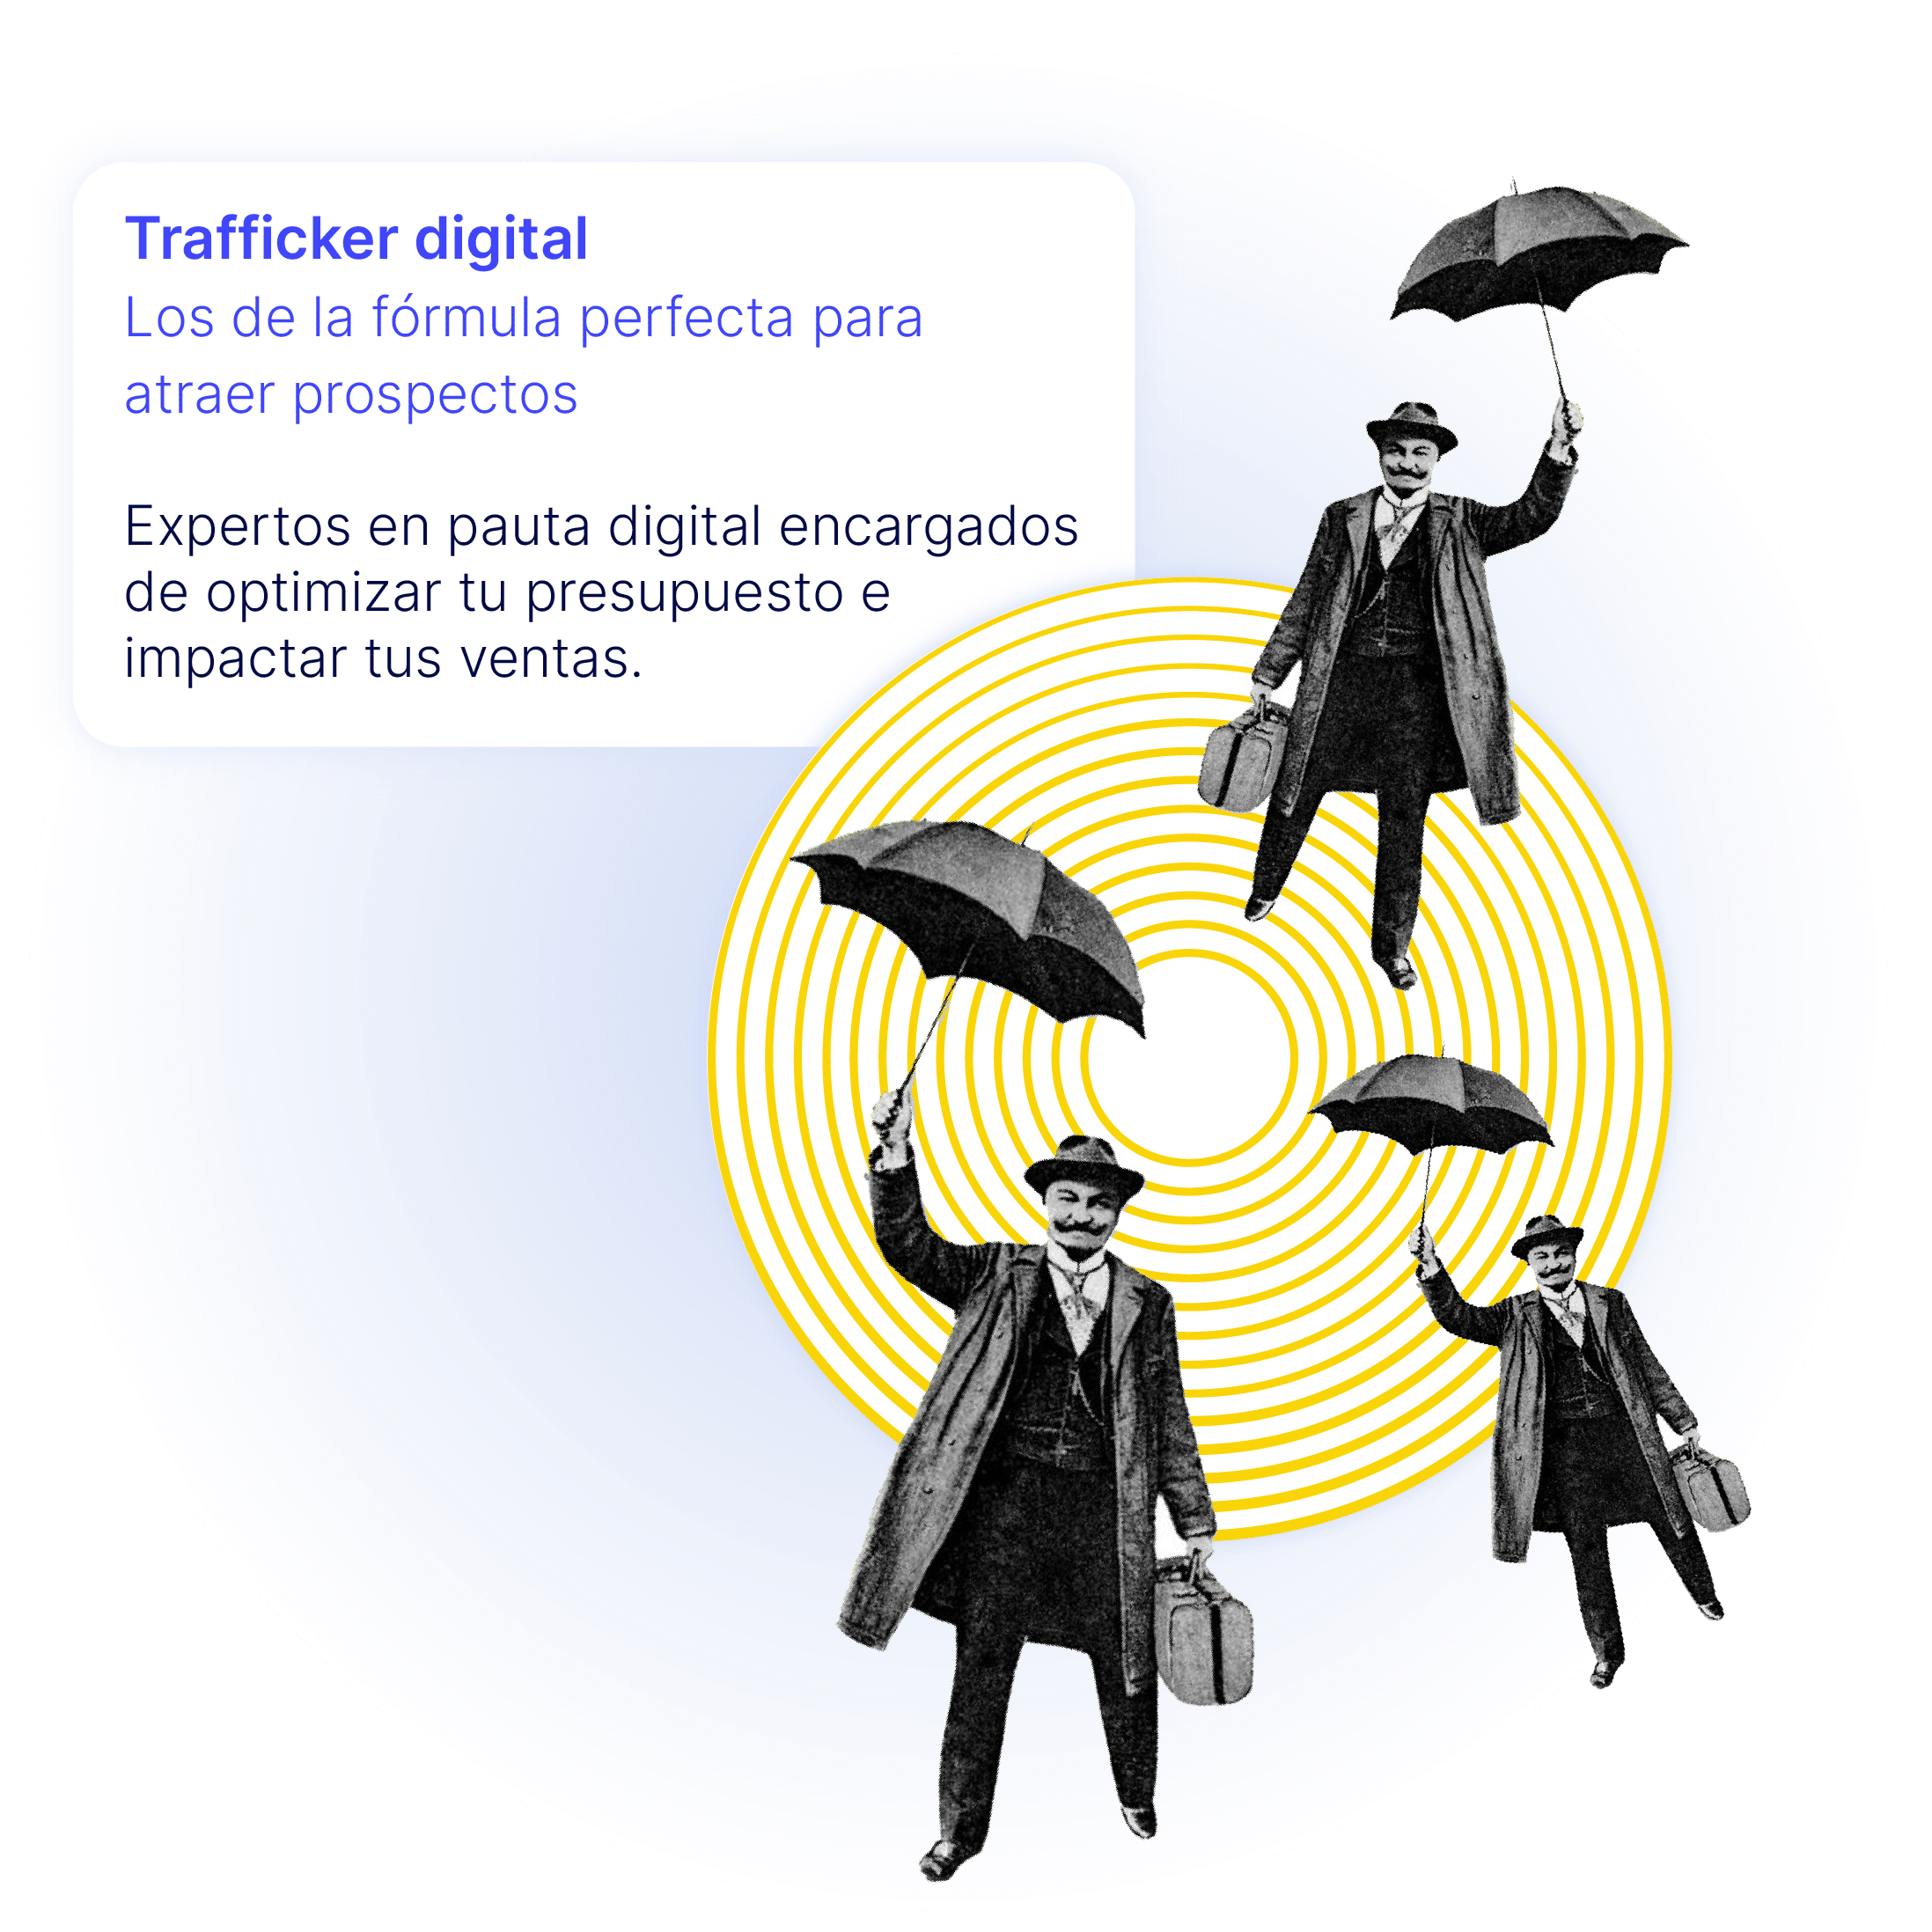 Trafficker digital
Los de la fórmula perfecta para
atraer prospectos
Expertos en pauta digital encargados
de optimizar tu presupuesto e
impactar tus ventas.